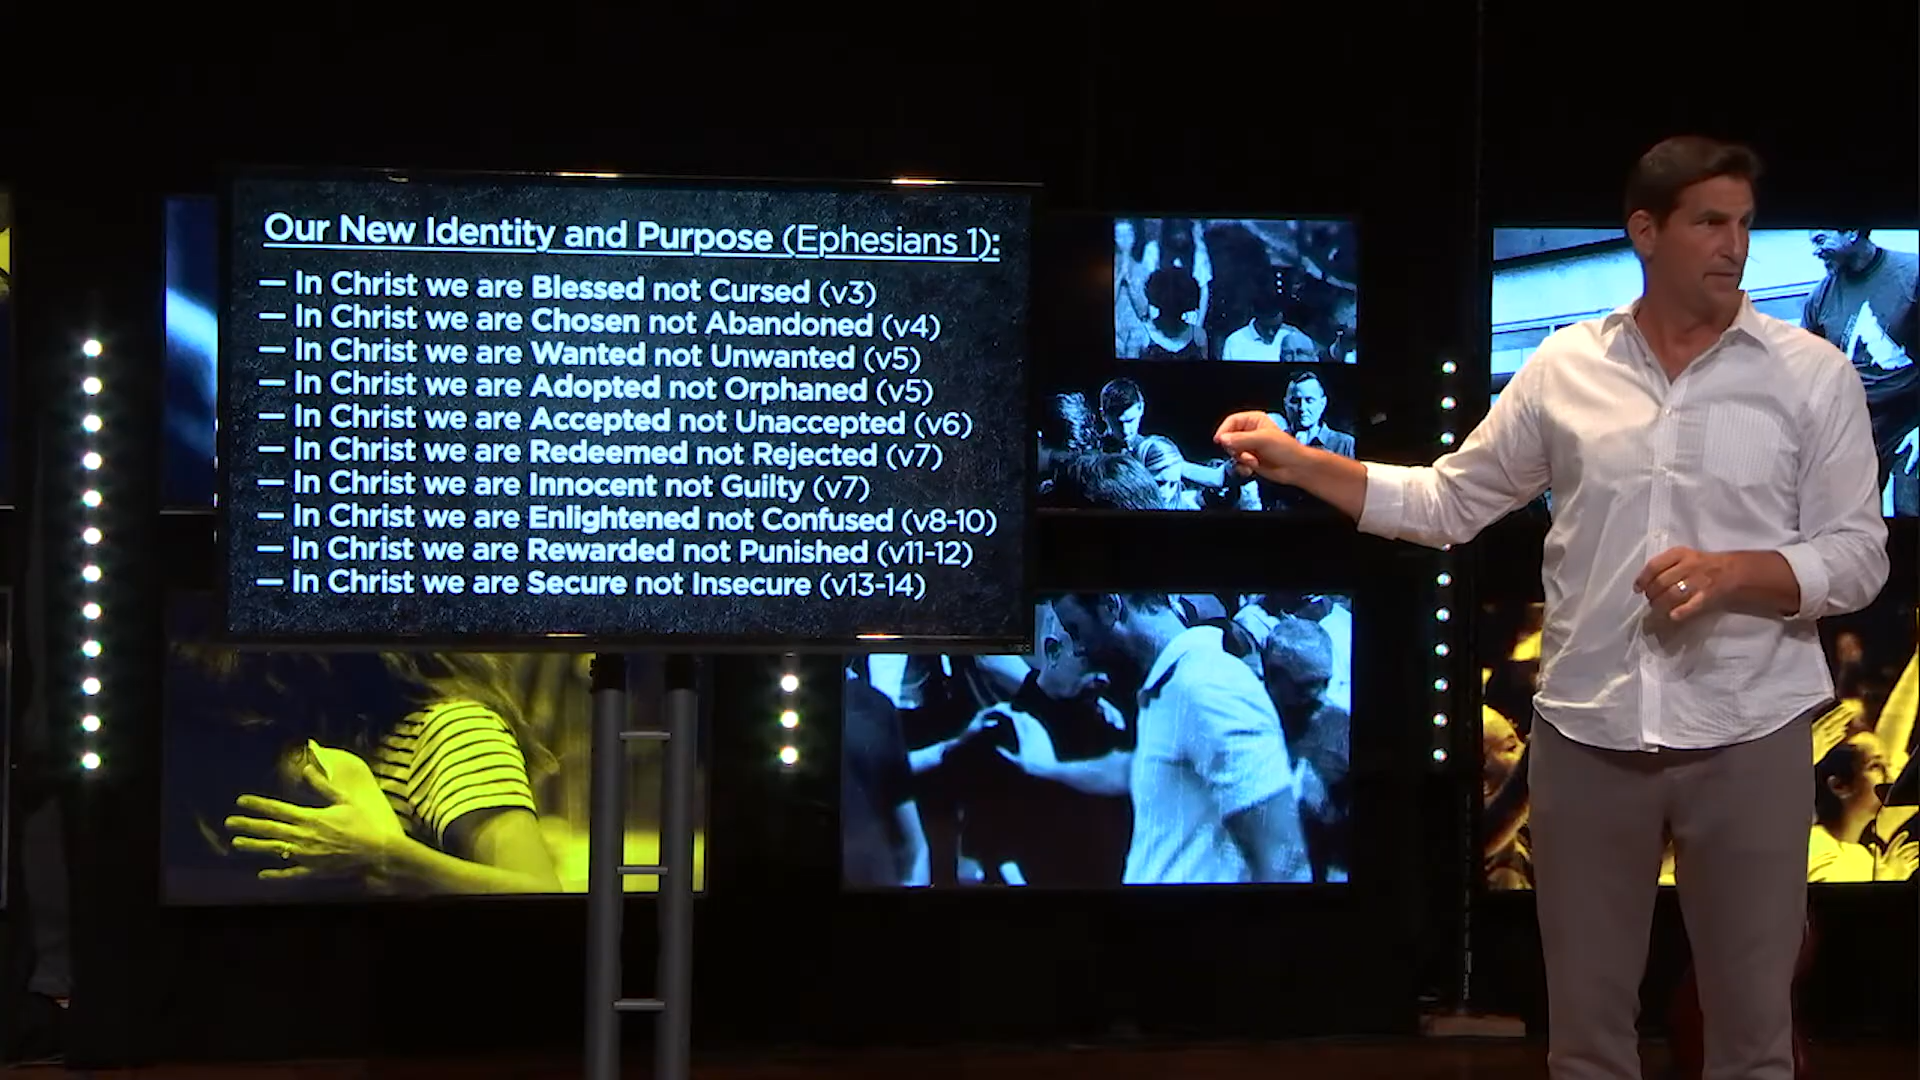 Our New Identity and Purpose (Ephesians 1):
— In Christ we are Blessed not Cursed (v3)
— In Christ we are Chosen not Abandoned (v4)
— In Christ we are Wanted not Unwanted (v5)
— In Christ we are Adopted not Orphaned (v5)
— In Christ we are Accepted not Unaccepted (v6)
— In Christ we are Redeemed not Rejected (v7)
— In Christ we are Innocent not Guilty (v7)
— In Christ we are Enlightened not Confused (v8-10)
— In Christ we are Rewarded not Punished (v11-12)
— In Christ we are Secure not Insecure (v13-14)